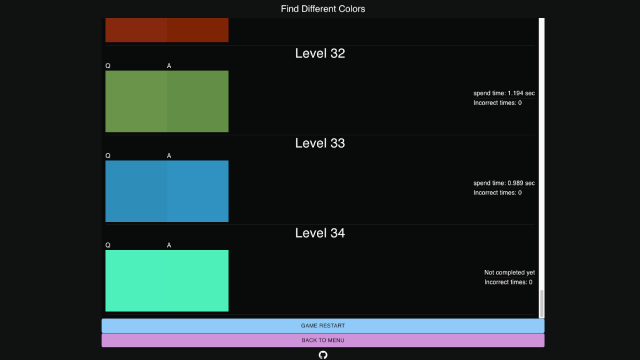 Find Different Colors
Level 32
Q A
spend time: 1.194 sec
Incorrect times: 0
Level 33
Q A
spend time: 0.989 sec
Incorrect times: 0
Level 34
Q A
Not completed yet
Incorrect times: 0
GAME RESTART
BACK TO MENU